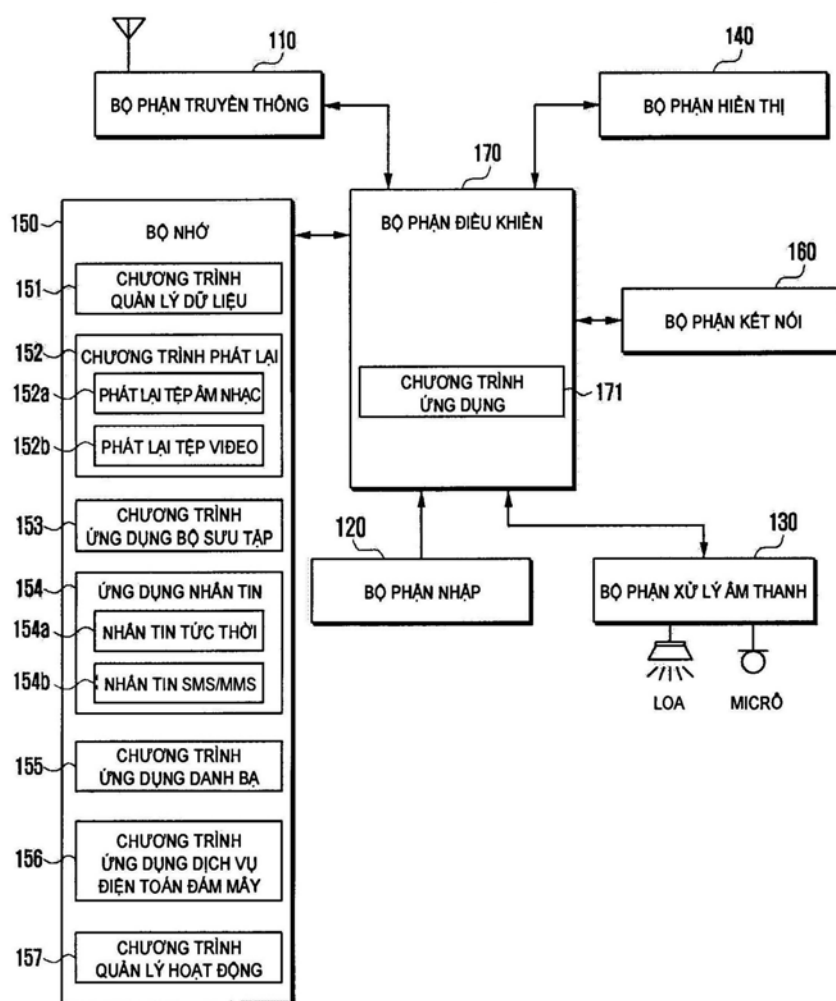 110
BỘ PHẬN TRUYỀN THÔNG
140
BỘ PHẬN HIỂN THỊ
170
BỘ PHẬN ĐIỀU KHIỂN
CHƯƠNG TRÌNH
ỨNG DỤNG
171
160
BỘ PHẬN KẾT NỐI
150
BỘ NHỚ
151
CHƯƠNG TRÌNH
QUẢN LÝ DỮ LIỆU
152
CHƯƠNG TRÌNH PHÁT LẠI
152a
PHÁT LẠI TỆP ÂM NHẠC
152b
PHÁT LẠI TỆP VIĐEO
153
CHƯƠNG TRÌNH
ỨNG DỤNG BỘ SƯU TẬP
154
ỨNG DỤNG NHẮN TIN
154a
NHẮN TIN TỨC THỜI
154b
NHẮN TIN SMS/MMS
155
CHƯƠNG TRÌNH
ỨNG DỤNG DANH BẠ
156
CHƯƠNG TRÌNH
ỨNG DỤNG DỊCH VỤ
ĐIỆN TOÁN ĐÁM MÂY
157
CHƯƠNG TRÌNH
QUẢN LÝ HOẠT ĐỘNG
120
BỘ PHẬN NHẬP
130
BỘ PHẬN XỬ LÝ ÂM THANH
LOA
MICRÔ